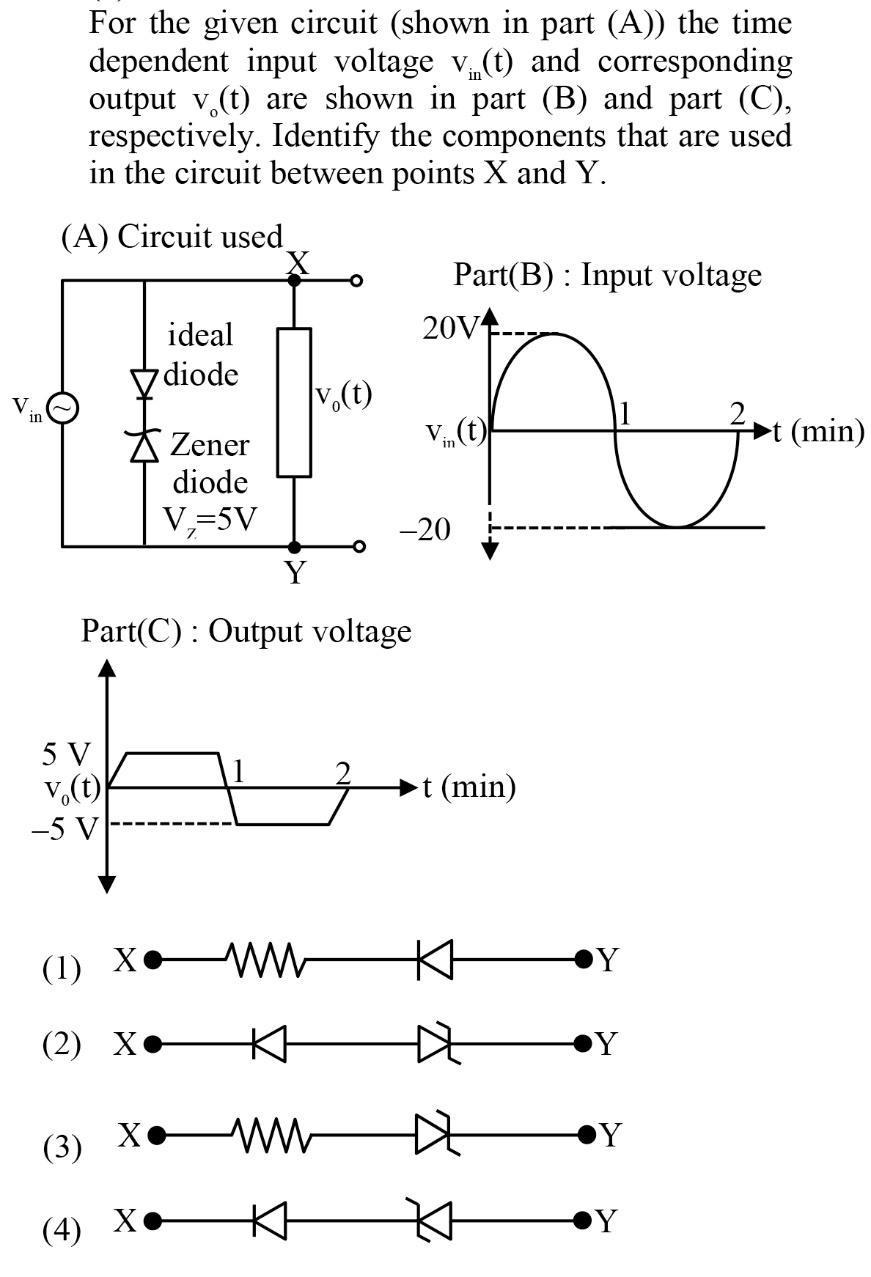 For the given circuit (shown in part (A)) the time
dependent input voltage vᵢₙ(t) and corresponding
output vₒ(t) are shown in part (B) and part (C),
respectively. Identify the components that are used
in the circuit between points X and Y.
(A) Circuit used
X
ideal
diode
vᵢₙ
v₀(t)
Zener
diode
V_Z=5V
Y
Part(B) : Input voltage
20V
vᵢₙ(t)
1
2
t (min)
–20
Part(C) : Output voltage
5 V
v₀(t)
–5 V
1
2
t (min)
(1) X Y
(2) X Y
(3) X Y
(4) X Y